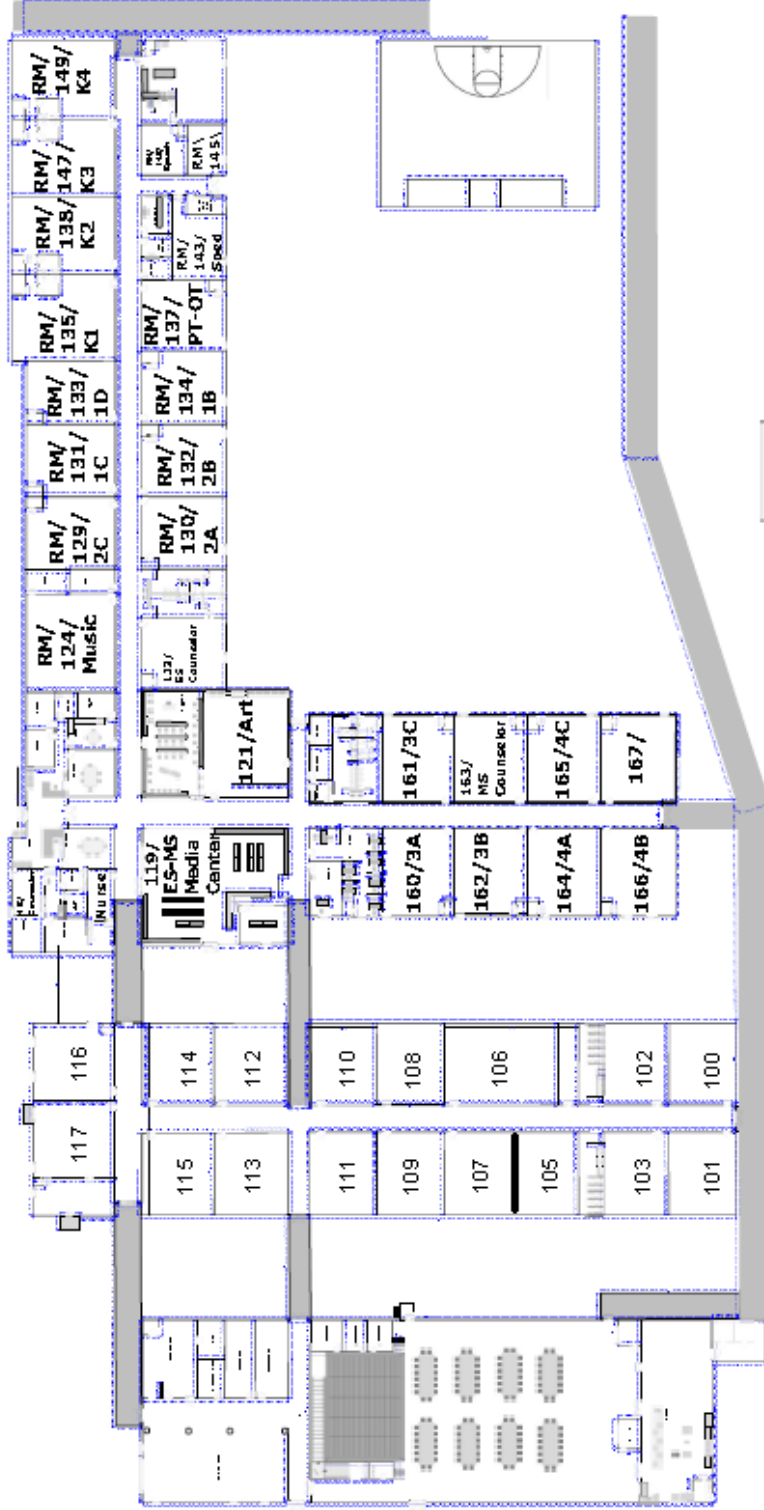 RM/
149/
K4
RM/
147/
K3
RM/
138/
K2
RM/
135/
K1
RM/
133/
1D
RM/
131/
1C
RM/
129/
2C
RM/
124/
Music
RM/
145\
RM/
143/
Sped
RM/
137/
PT-OT
RM/
134/
1B
RM/
132/
2B
RM/
130/
2A
ES
Counselor
121/Art
119/
ES-MS
Media
Center
Nurse
161/3C
163/
MS
Counselor
165/4C
167/
160/3A
162/3B
164/4A
166/4B
116
114
112
110
108
106
102
100
117
115
113
111
109
107
105
103
101